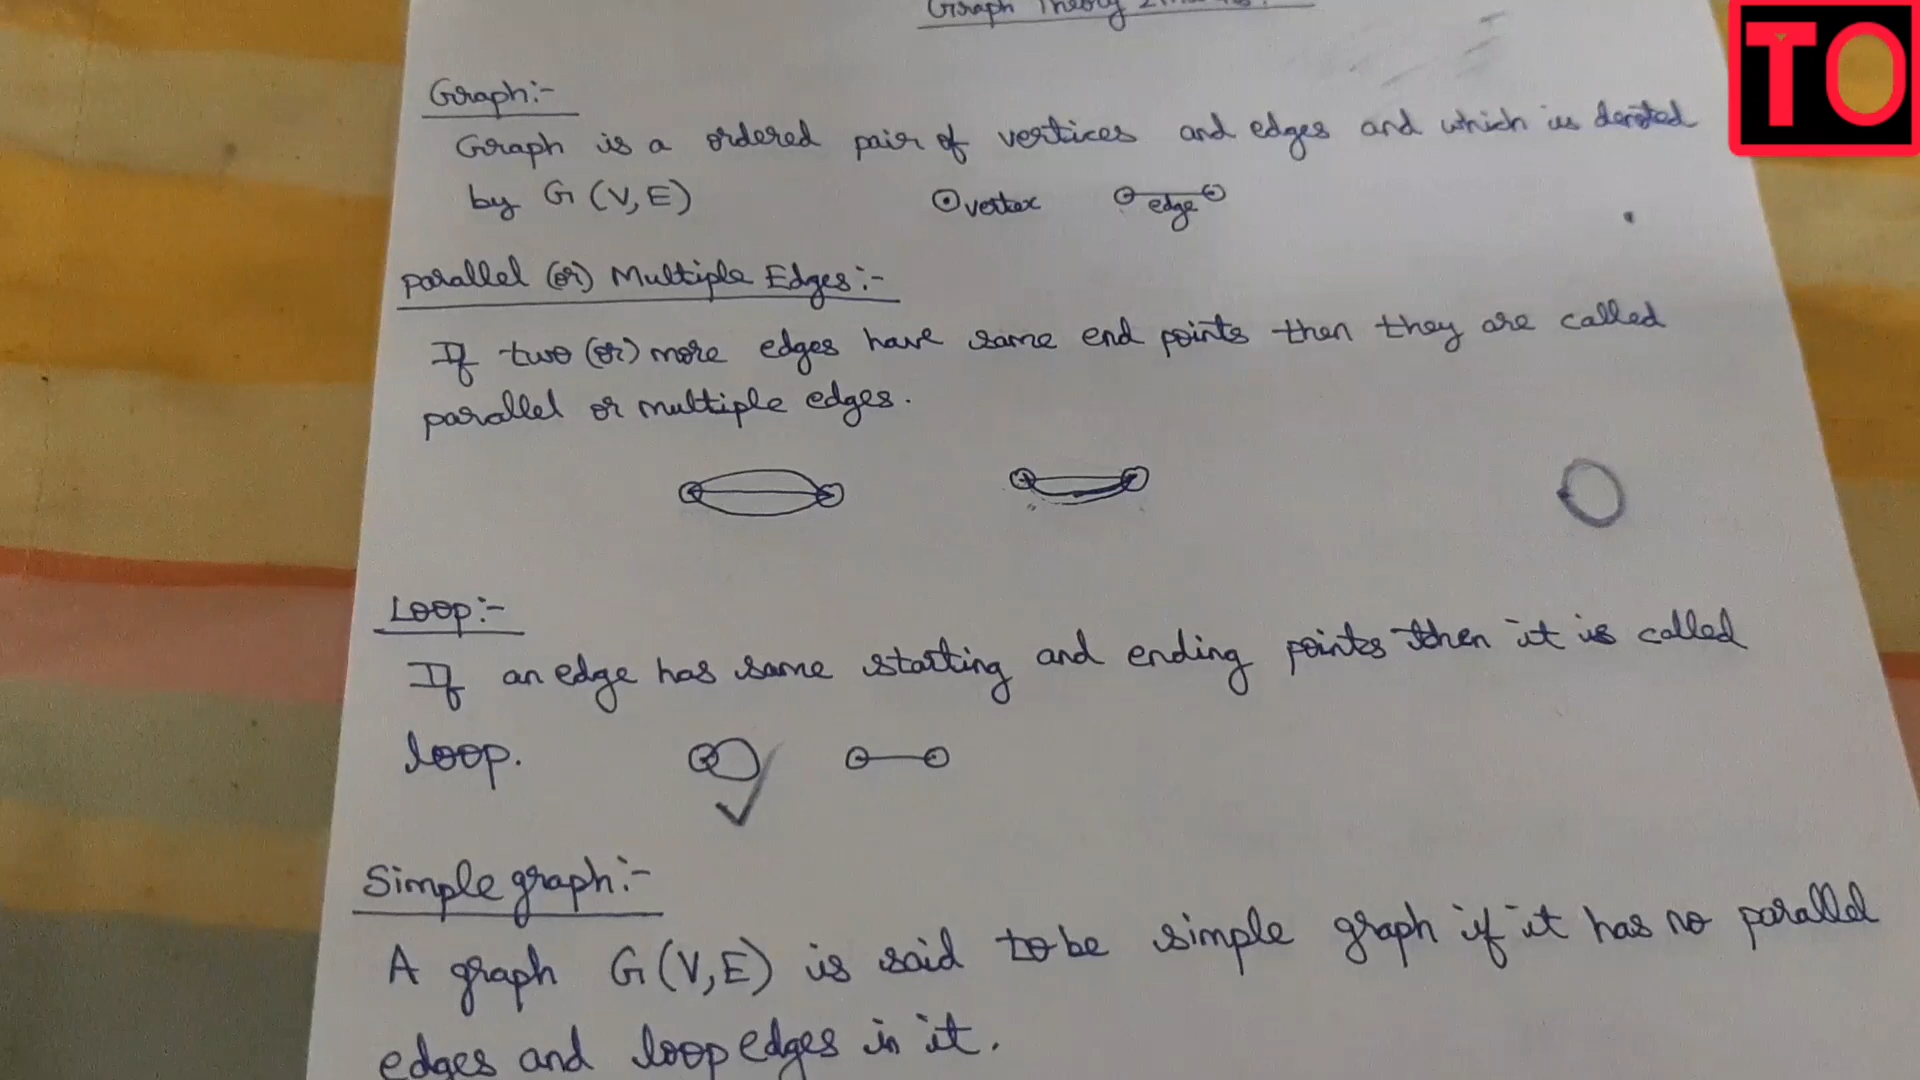 Graph Theory
TO
Graph:-
Graph is a ordered pair of vertices and edges and which is denoted
by G (V, E)
vertex
edge
parallel (or) Multiple Edges:-
If two (or) more edges have same end points then they are called
parallel or multiple edges.
Loop:-
If an edge has same starting and ending points then it is called
loop.
Simple graph:-
A graph G(V,E) is said to be simple graph if it has no parallel
edges and loop edges in it.